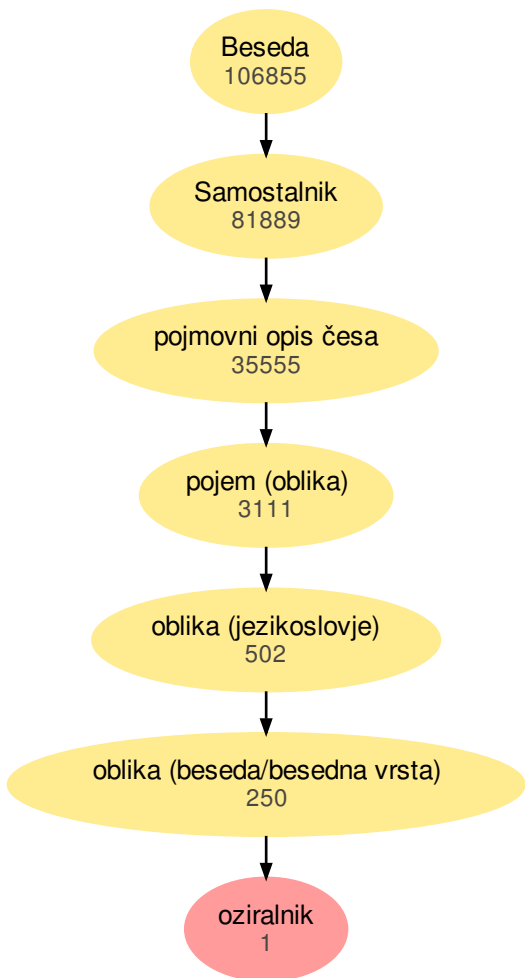 Beseda
106855
Samostalnik
81889
pojmovni opis česa
35555
pojem (oblika)
3111
oblika (jezikoslovje)
502
oblika (beseda/besedna vrsta)
250
oziralnik
1